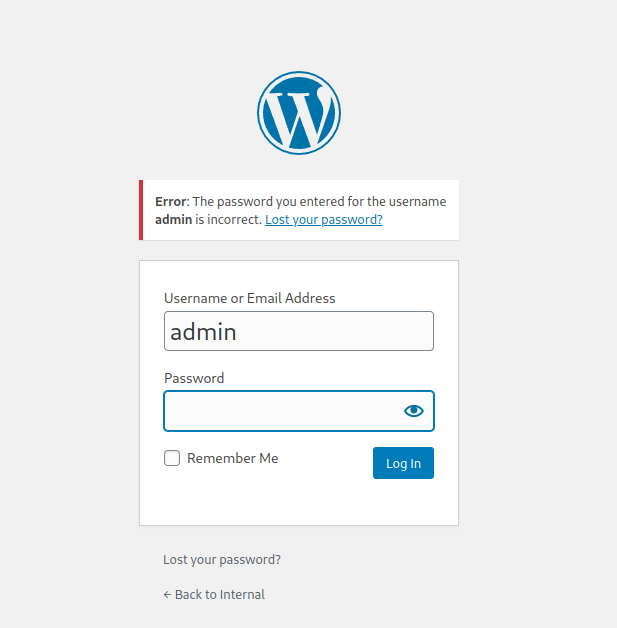 Error: The password you entered for the username
admin is incorrect. Lost your password?
Username or Email Address
admin
Password
Remember Me
Log In
Lost your password?
← Back to Internal